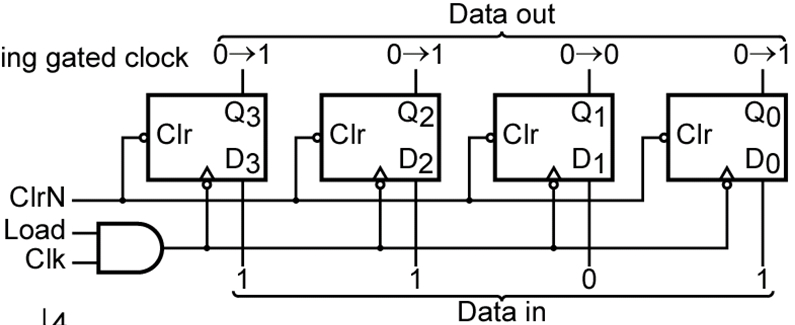 Data out
ing gated clock 0→1 0→1 0→0 0→1
Q3 Q2 Q1 Q0
Clr Clr Clr Clr
D3 D2 D1 D0
ClrN
Load
Clk
1 1 0 1
Data in
4